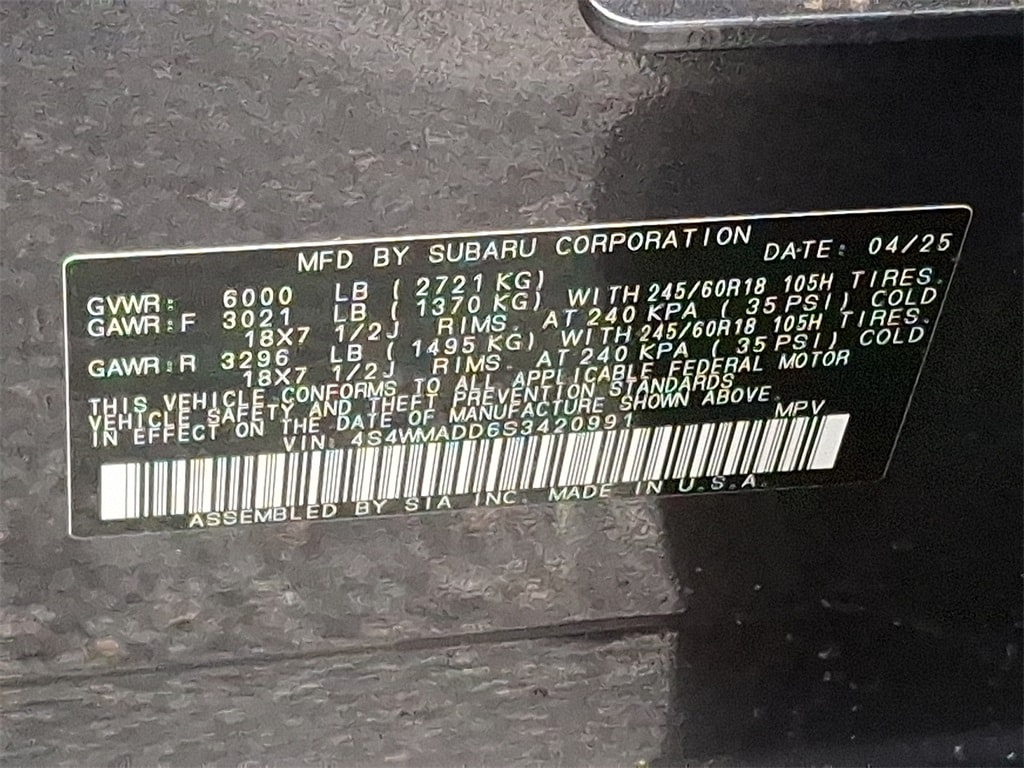 MFD BY SUBARU CORPORATION DATE: 04/25
GVWR: 6000 LB ( 2721 KG)
GAWR:F 3021 LB ( 1370 KG) WITH 245/60R18 105H TIRES.
18X7 1/2J RIMS. AT 240 KPA ( 35 PSI) COLD
GAWR:R 3296 LB ( 1495 KG) WITH 245/60R18 105H TIRES.
18X7 1/2J RIMS. AT 240 KPA ( 35 PSI) COLD
THIS VEHICLE CONFORMS TO ALL APPLICABLE FEDERAL MOTOR
VEHICLE SAFETY AND THEFT PREVENTION STANDARDS
IN EFFECT ON THE DATE OF MANUFACTURE SHOWN ABOVE.
VIN: 4S4WMADD6S3420991 MPV
ASSEMBLED BY SIA INC. MADE IN U.S.A.